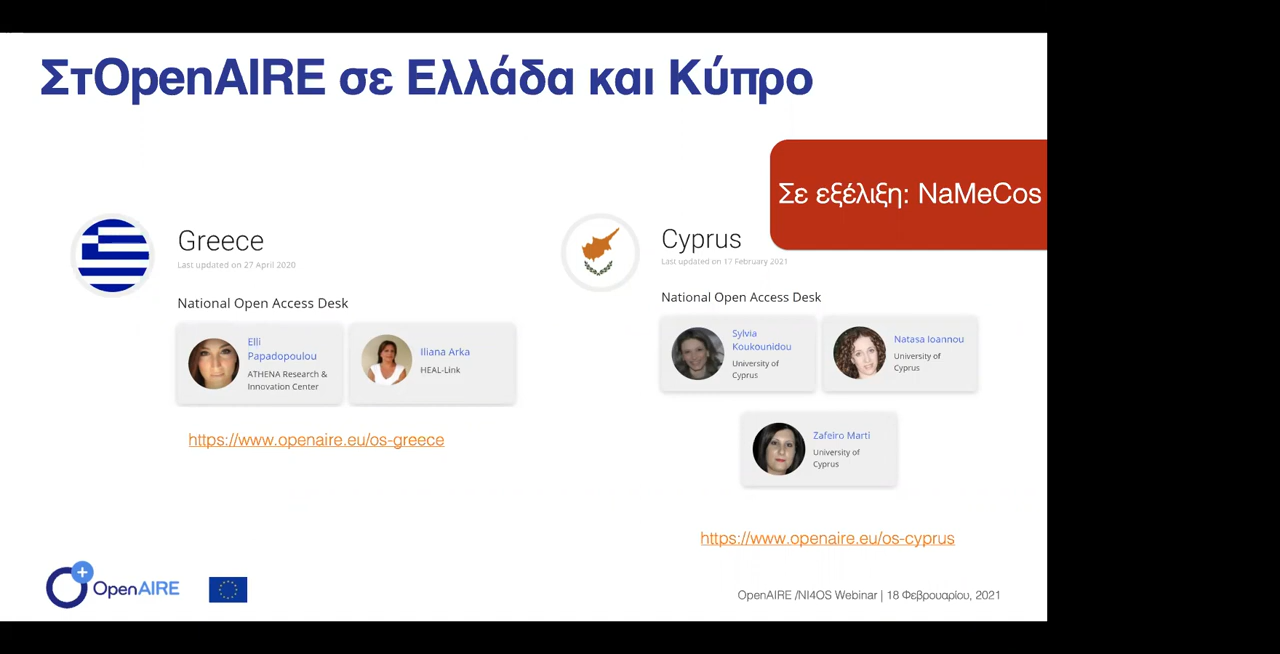 ΣτOpenAIRE σε Ελλάδα και Κύπρο
Σε εξέλιξη: NaMeCos
Greece
Last updated on 27 April 2020
National Open Access Desk
Elli
Papadopoulou
ATHENA Research &
Innovation Center
Iliana Arka
HEAL-Link
https://www.openaire.eu/os-greece
Cyprus
Last updated on 17 February 2021
National Open Access Desk
Sylvia
Koukounidou
University of
Cyprus
Natasa Ioannou
University of
Cyprus
Zafeiro Marti
University of
Cyprus
https://www.openaire.eu/os-cyprus
OpenAIRE
OpenAIRE /NI4OS Webinar | 18 Φεβρουαρίου, 2021